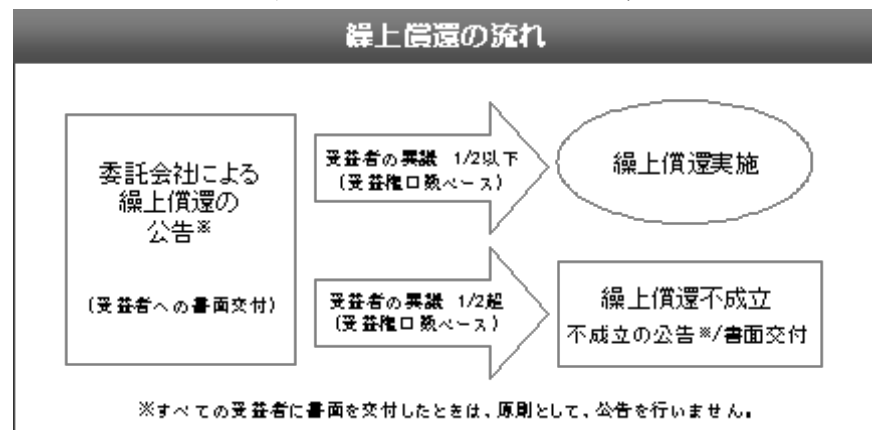 繰上償還の流れ
委託会社による
繰上償還の
公告※
(受益者への書面交付)
受益者の異議 1/2以下
(受益権口数ベース)
繰上償還実施
受益者の異議 1/2超
(受益権口数ベース)
繰上償還不成立
不成立の公告※/書面交付
※すべての受益者に書面を交付したときは、原則として、公告を行いません。